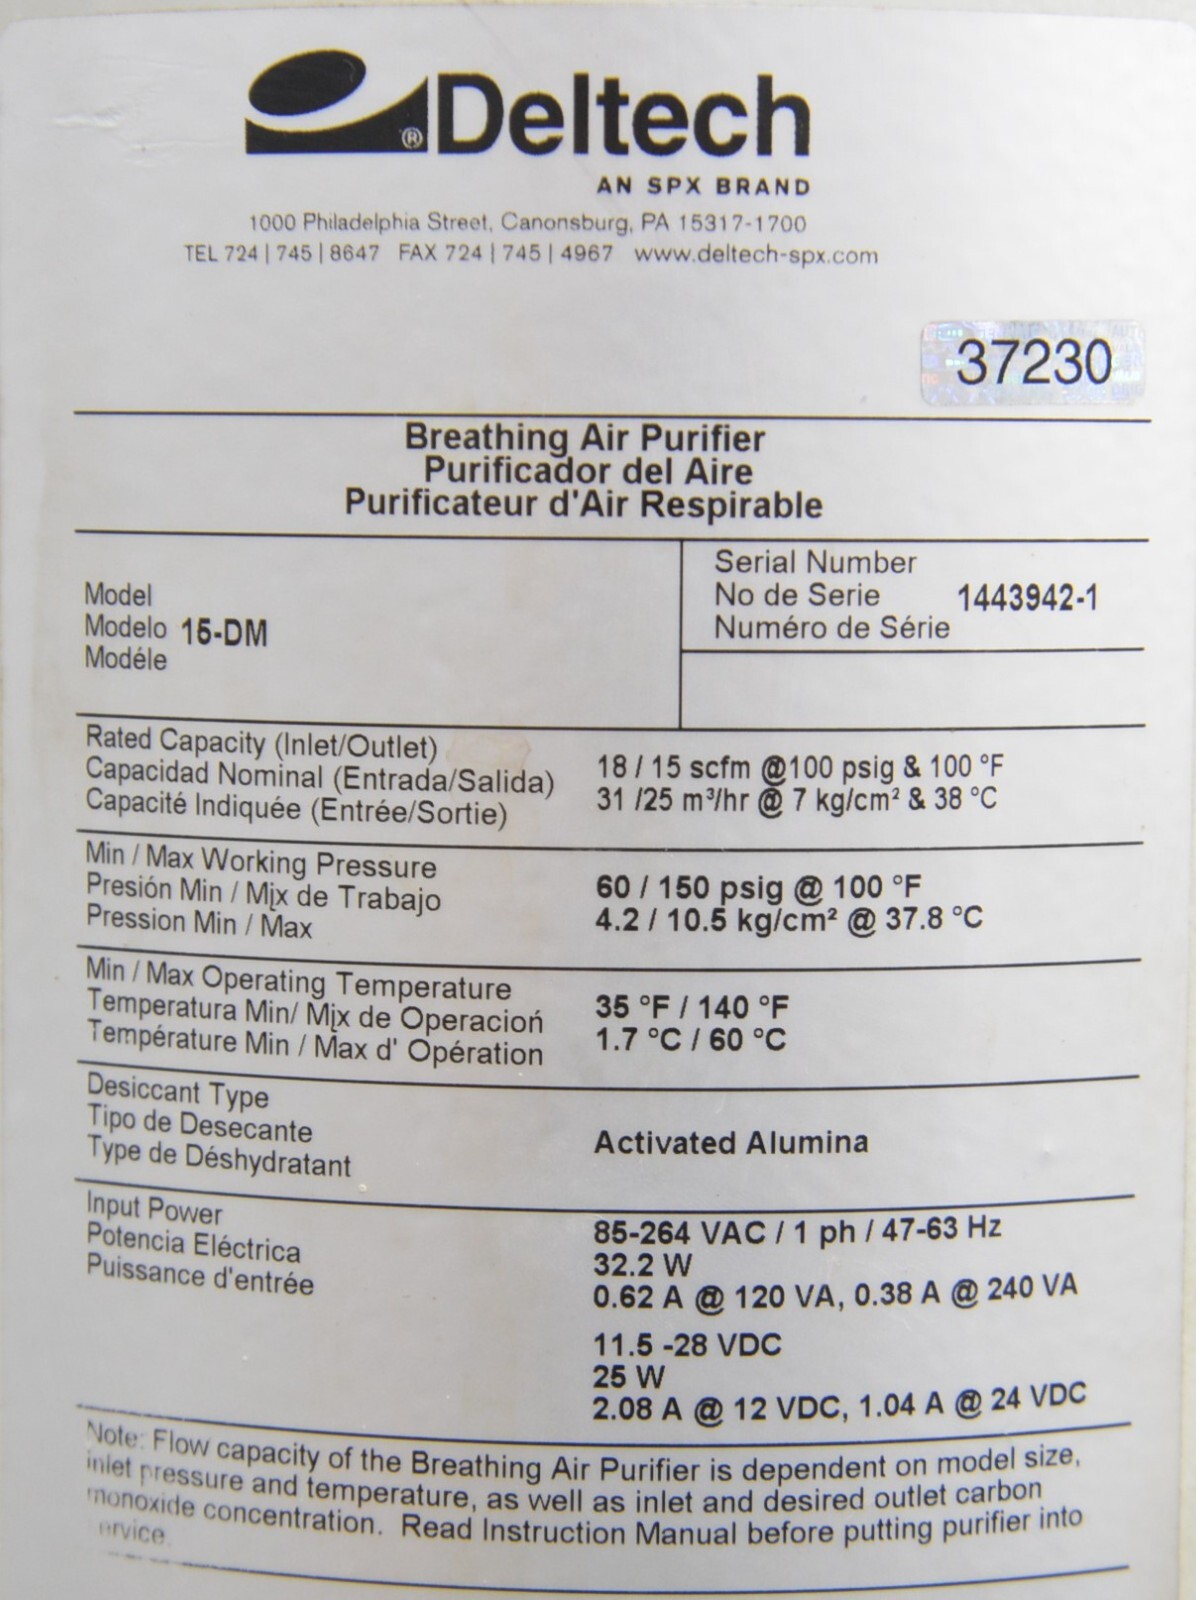 ®Deltech
AN SPX BRAND
1000 Philadelphia Street, Canonsburg, PA 15317-1700
TEL 724 | 745 | 8647 FAX 724 | 745 | 4967 www.deltech-spx.com
37230
Breathing Air Purifier
Purificador del Aire
Purificateur d'Air Respirable
Model
Modelo 15-DM
Modéle
Serial Number
No de Serie 1443942-1
Numéro de Série
Rated Capacity (Inlet/Outlet)
Capacidad Nominal (Entrada/Salida)
Capacité Indiquée (Entrée/Sortie)
18 / 15 scfm @100 psig & 100 °F
31 /25 m³/hr @ 7 kg/cm² & 38 °C
Min / Max Working Pressure
Presión Min / Mix de Trabajo
Pression Min / Max
60 / 150 psig @ 100 °F
4.2 / 10.5 kg/cm² @ 37.8 °C
Min / Max Operating Temperature
Temperatura Min/ Mix de Operacioń
Température Min / Max d' Opération
35 °F / 140 °F
1.7 °C / 60 °C
Desiccant Type
Tipo de Desecante
Type de Déshydratant
Activated Alumina
Input Power
Potencia Eléctrica
Puissance d'entrée
85-264 VAC / 1 ph / 47-63 Hz
32.2 W
0.62 A @ 120 VA, 0.38 A @ 240 VA
11.5 -28 VDC
25 W
2.08 A @ 12 VDC, 1.04 A @ 24 VDC
Note: Flow capacity of the Breathing Air Purifier is dependent on model size,
inlet pressure and temperature, as well as inlet and desired outlet carbon
monoxide concentration. Read Instruction Manual before putting purifier into
service.